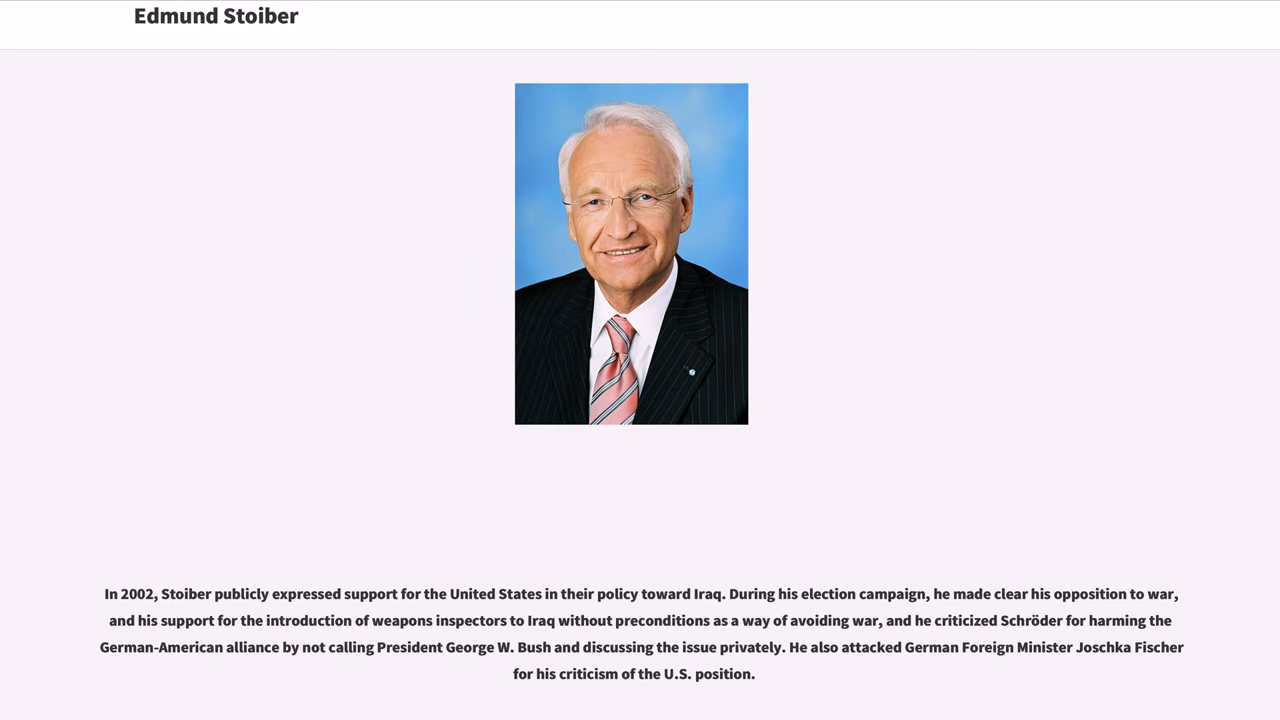 Edmund Stoiber
In 2002, Stoiber publicly expressed support for the United States in their policy toward Iraq. During his election campaign, he made clear his opposition to war,
and his support for the introduction of weapons inspectors to Iraq without preconditions as a way of avoiding war, and he criticized Schröder for harming the
German-American alliance by not calling President George W. Bush and discussing the issue privately. He also attacked German Foreign Minister Joschka Fischer
for his criticism of the U.S. position.